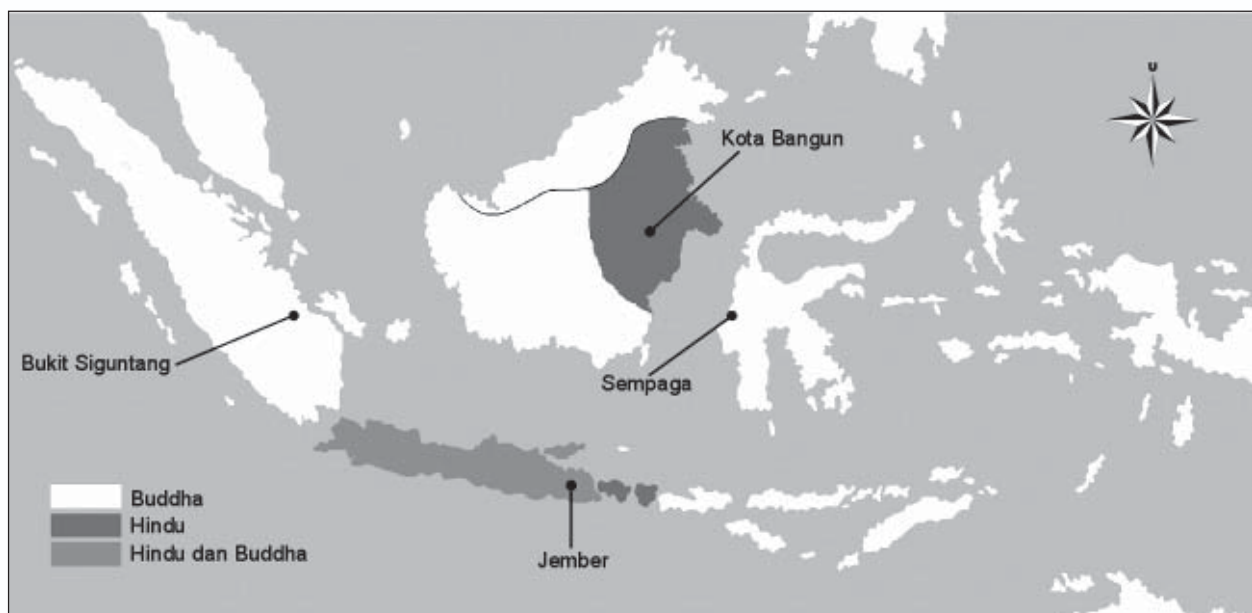 U
Kota Bangun
Bukit Siguntang
Sempaga
Buddha
Hindu
Hindu dan Buddha
Jember